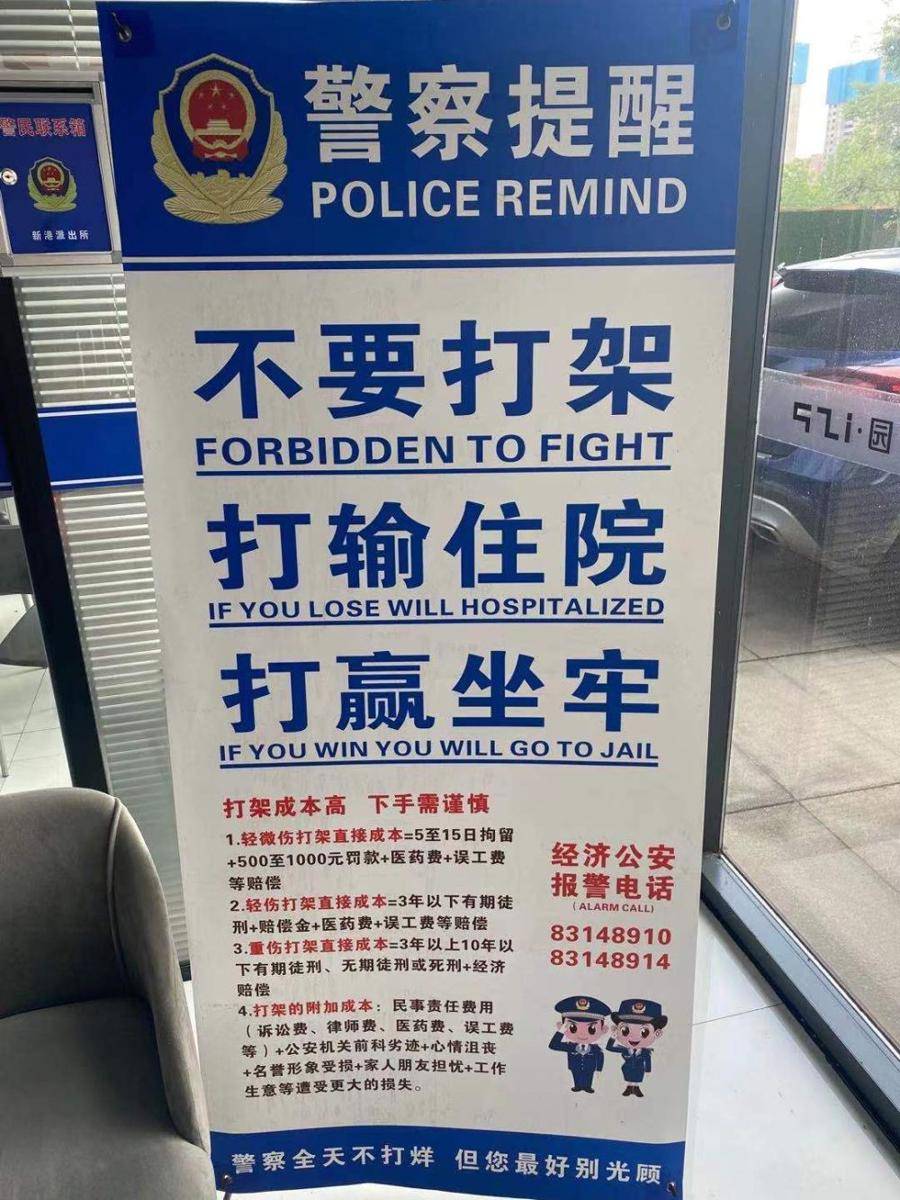 警民联系箱
新港派出所
警察提醒
POLICE REMIND
不要打架
FORBIDDEN TO FIGHT
打输住院
IF YOU LOSE WILL HOSPITALIZED
打赢坐牢
IF YOU WIN YOU WILL GO TO JAIL
打架成本高 下手需谨慎
1.轻微伤打架直接成本=5至15日拘留
+500至1000元罚款+医药费+误工费
等赔偿
2.轻伤打架直接成本=3年以下有期徒
刑+赔偿金+医药费+误工费等赔偿
3.重伤打架直接成本=3年以上10年以
下有期徒刑、无期徒刑或死刑+经济
赔偿
4.打架的附加成本：民事责任费用
（诉讼费、律师费、医药费、误工费
等）+公安机关前科劣迹+心情沮丧
+名誉形象受损+家人朋友担忧+工作
生意等遭受更大的损失。
经济公安
报警电话
(ALARM CALL)
83148910
83148914
警察全天不打烊 但您最好别光顾
园